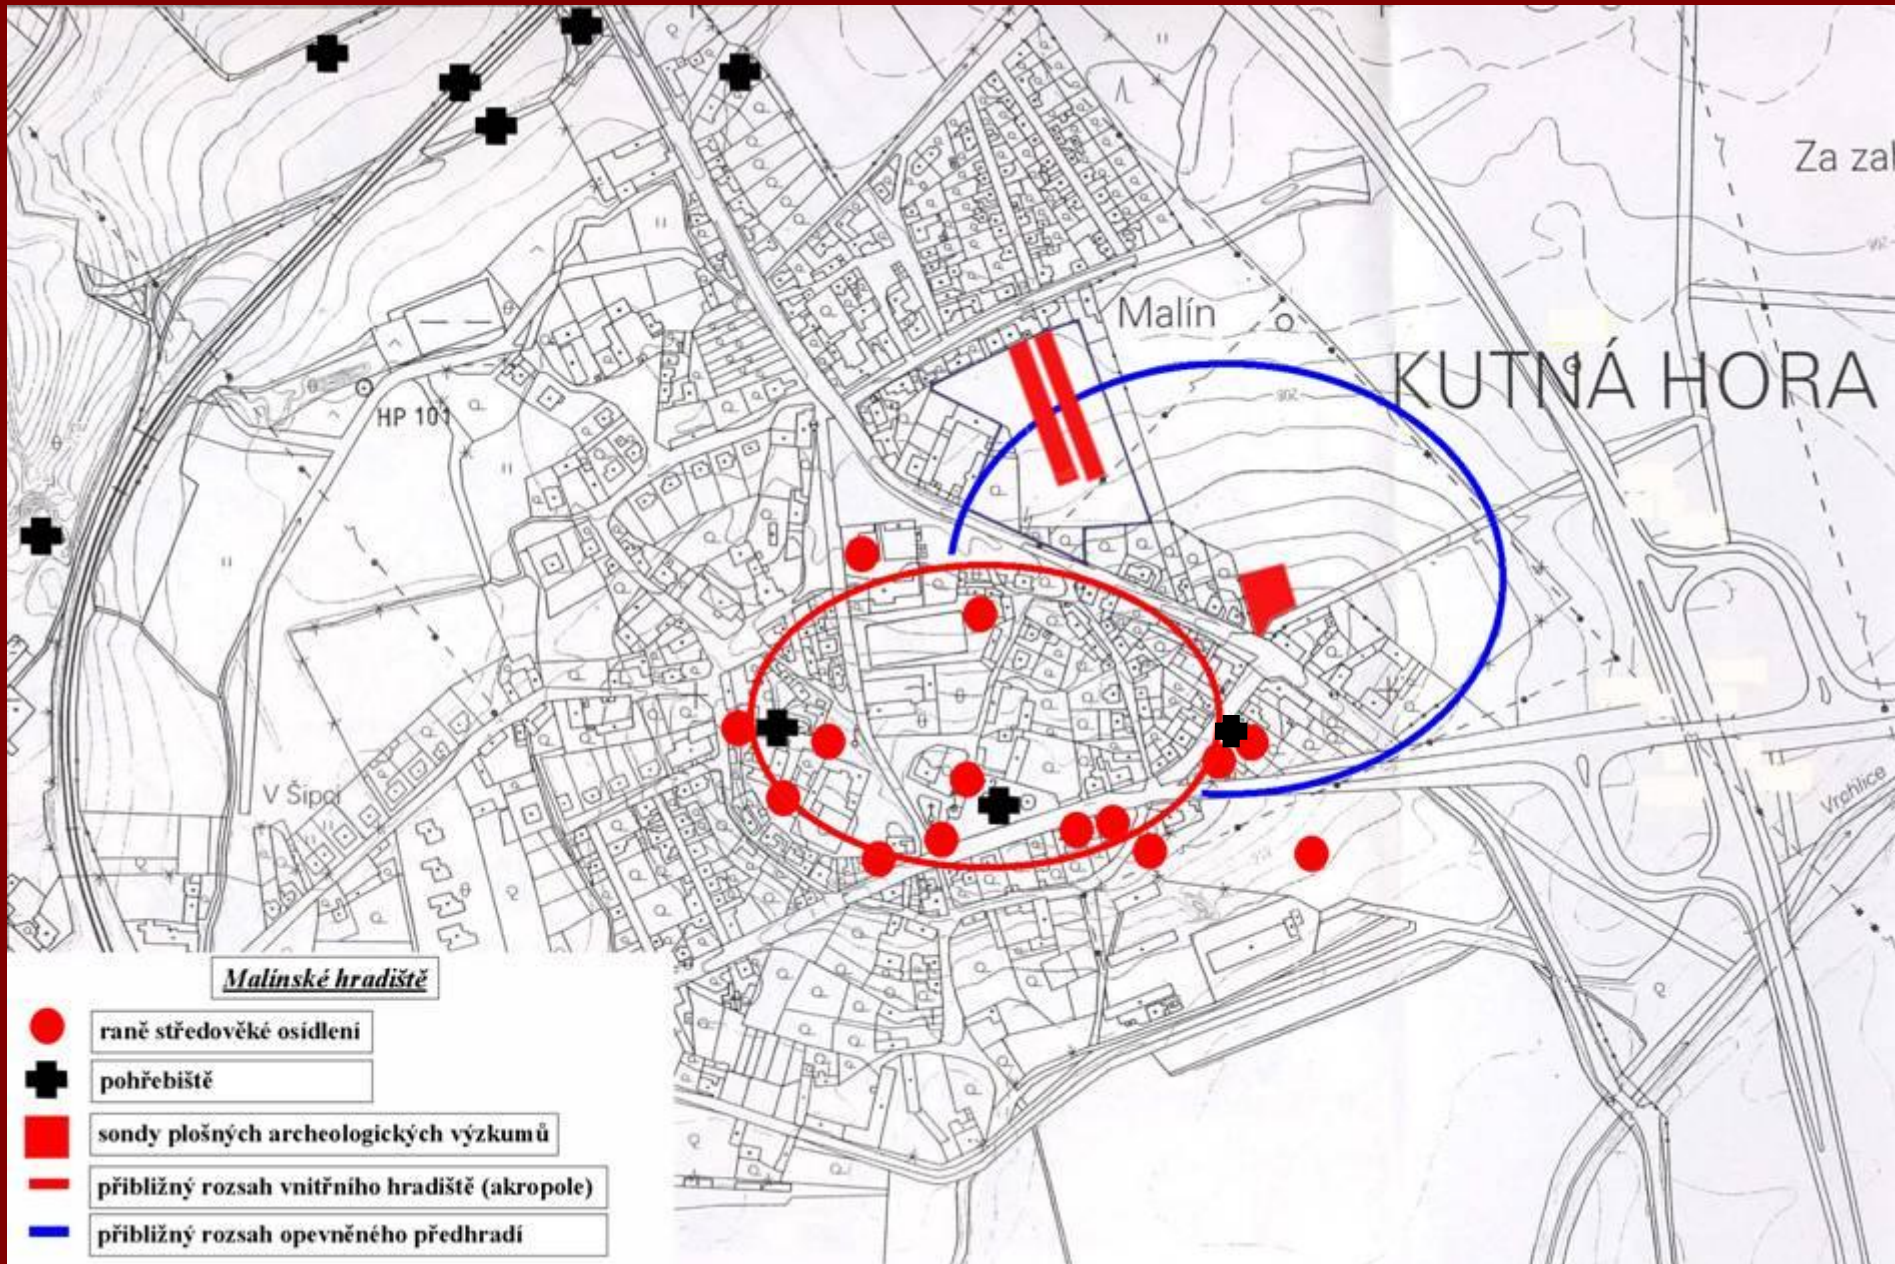 Za zal
Malín
KUTNÁ HORA
HP 101
V Šipci
Vrchlice
Malínské hradiště
raně středověké osídlení
pohřebiště
sondy plošných archeologických výzkumů
přibližný rozsah vnitřního hradiště (akropole)
přibližný rozsah opevněného předhradí